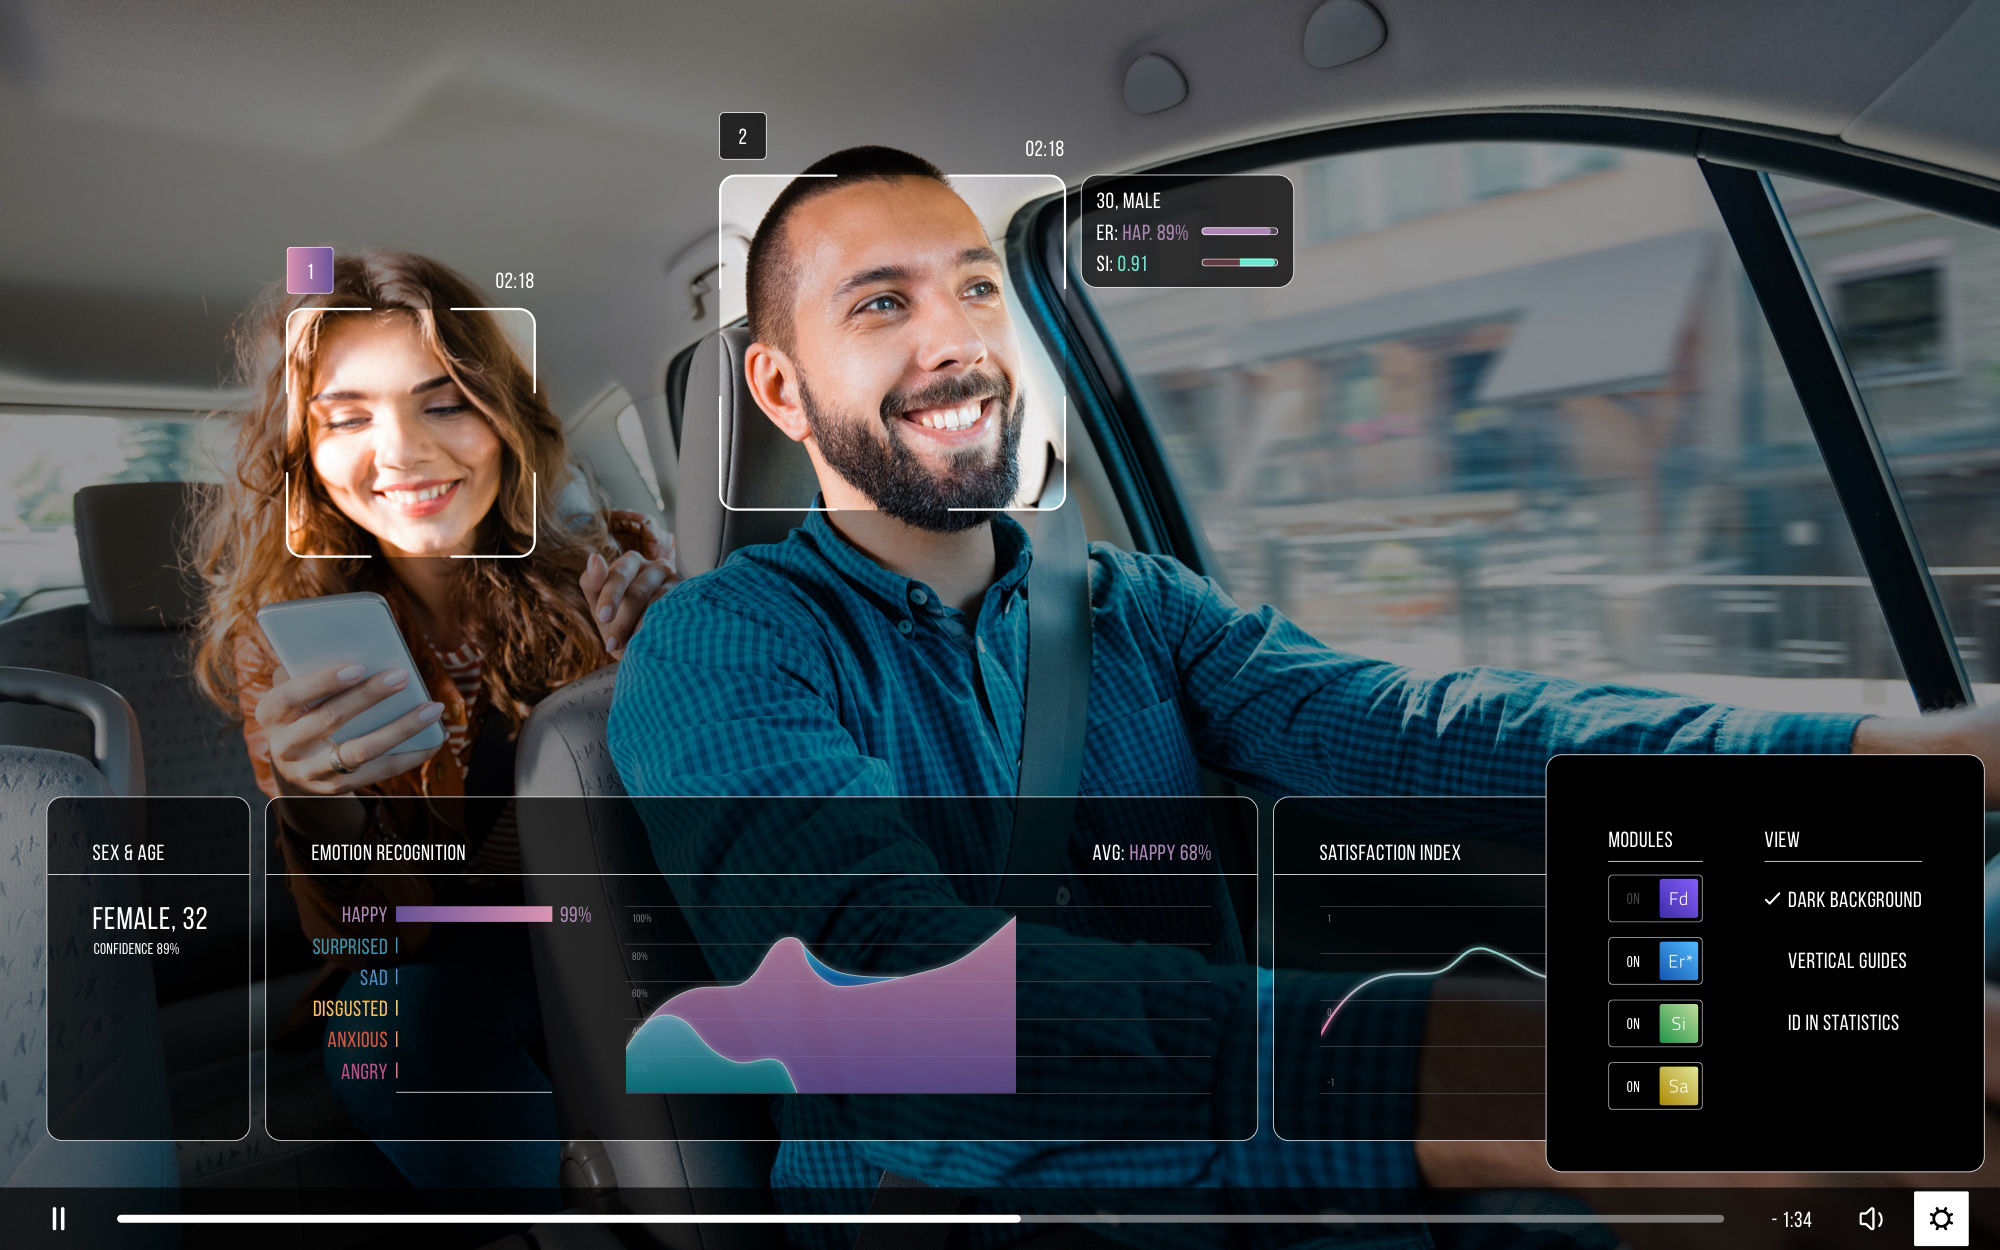 2
02:18
30, MALE
ER: HAP. 89%
SI: 0.91
1
02:18
SEX & AGE
FEMALE, 32
CONFIDENCE 89%
EMOTION RECOGNITION
AVG: HAPPY 68%
HAPPY 99%
SURPRISED
SAD
DISGUSTED
ANXIOUS
ANGRY
100%
80%
60%
20%
SATISFACTION INDEX
1
0
-1
MODULES
ON Fd
ON Er*
ON Si
ON Sa
VIEW
DARK BACKGROUND
VERTICAL GUIDES
ID IN STATISTICS
- 1:34